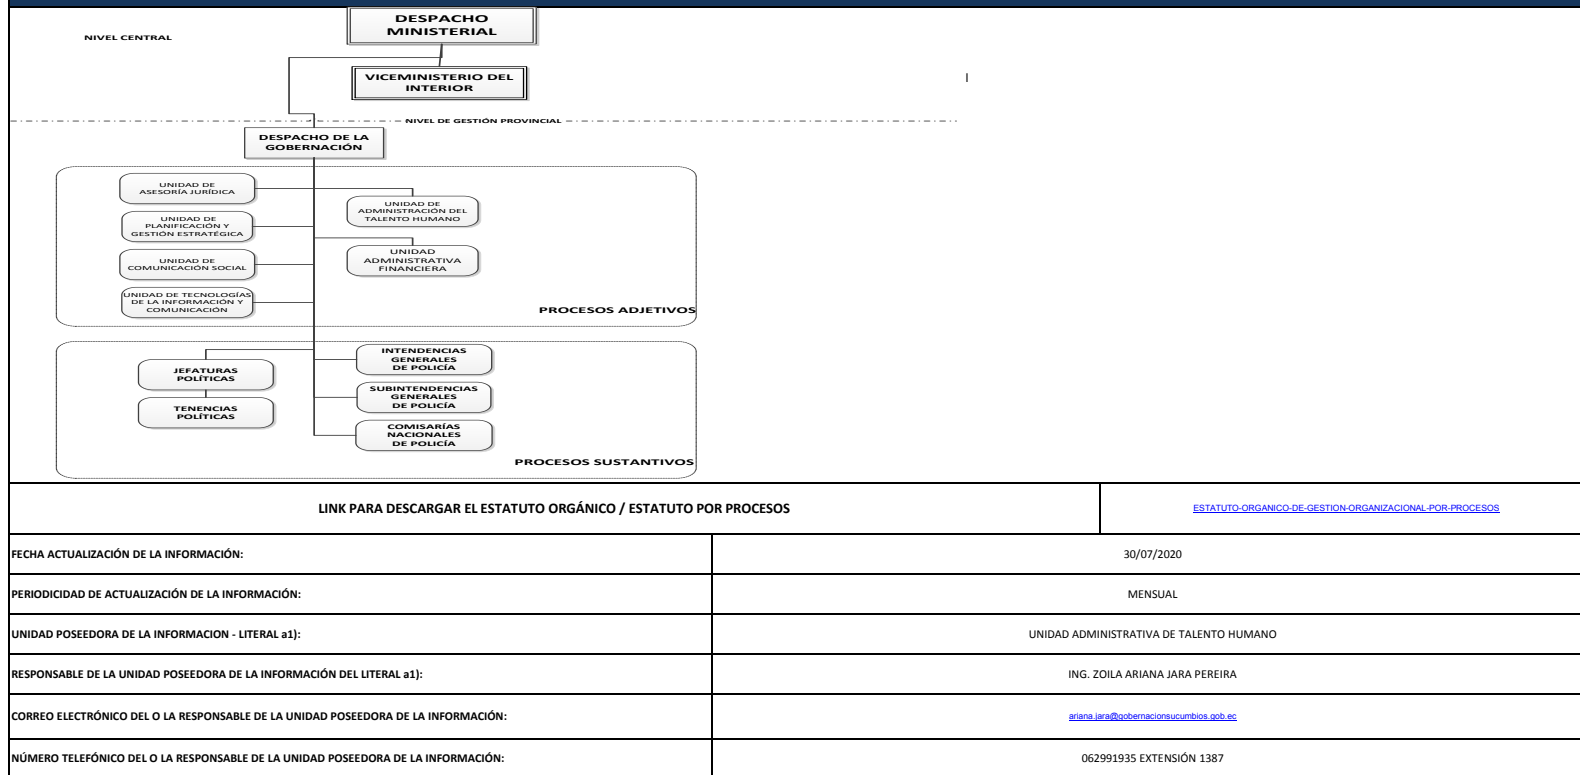 DESPACHO
MINISTERIAL
NIVEL CENTRAL
VICEMINISTERIO DEL
INTERIOR
NIVEL DE GESTIÓN PROVINCIAL
DESPACHO DE LA
GOBERNACIÓN
UNIDAD DE
ASESORÍA JURÍDICA
UNIDAD DE
ADMINISTRACIÓN DEL
TALENTO HUMANO
UNIDAD DE
PLANIFICACIÓN Y
GESTIÓN ESTRATÉGICA
UNIDAD
ADMINISTRATIVA
FINANCIERA
UNIDAD DE
COMUNICACIÓN SOCIAL
UNIDAD DE TECNOLOGÍAS
DE LA INFORMACIÓN Y
COMUNICACIÓN
PROCESOS ADJETIVOS
INTENDENCIAS
GENERALES
DE POLICÍA
JEFATURAS
POLÍTICAS
SUBINTENDENCIAS
GENERALES
DE POLICÍA
TENENCIAS
POLÍTICAS
COMISARÍAS
NACIONALES
DE POLICÍA
PROCESOS SUSTANTIVOS
LINK PARA DESCARGAR EL ESTATUTO ORGÁNICO / ESTATUTO POR PROCESOS
ESTATUTO-ORGANICO-DE-GESTION-ORGANIZACIONAL-POR-PROCESOS
FECHA ACTUALIZACIÓN DE LA INFORMACIÓN:
30/07/2020
PERIODICIDAD DE ACTUALIZACIÓN DE LA INFORMACIÓN:
MENSUAL
UNIDAD POSEEDORA DE LA INFORMACION - LITERAL a1):
UNIDAD ADMINISTRATIVA DE TALENTO HUMANO
RESPONSABLE DE LA UNIDAD POSEEDORA DE LA INFORMACIÓN DEL LITERAL a1):
ING. ZOILA ARIANA JARA PEREIRA
CORREO ELECTRÓNICO DEL O LA RESPONSABLE DE LA UNIDAD POSEEDORA DE LA INFORMACIÓN:
ariana.jara@gobernacionsucumbios.gob.ec
NÚMERO TELEFÓNICO DEL O LA RESPONSABLE DE LA UNIDAD POSEEDORA DE LA INFORMACIÓN:
062991935 EXTENSIÓN 1387